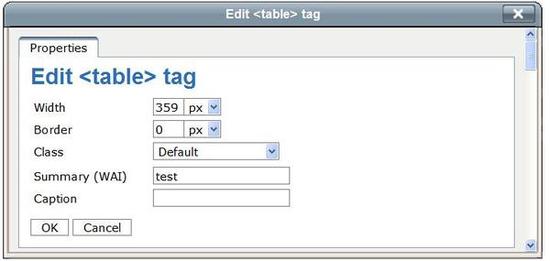 Edit <table> tag
Properties
Edit <table> tag
Width 359 px
Border 0 px
Class Default
Summary (WAI) test
Caption
OK Cancel